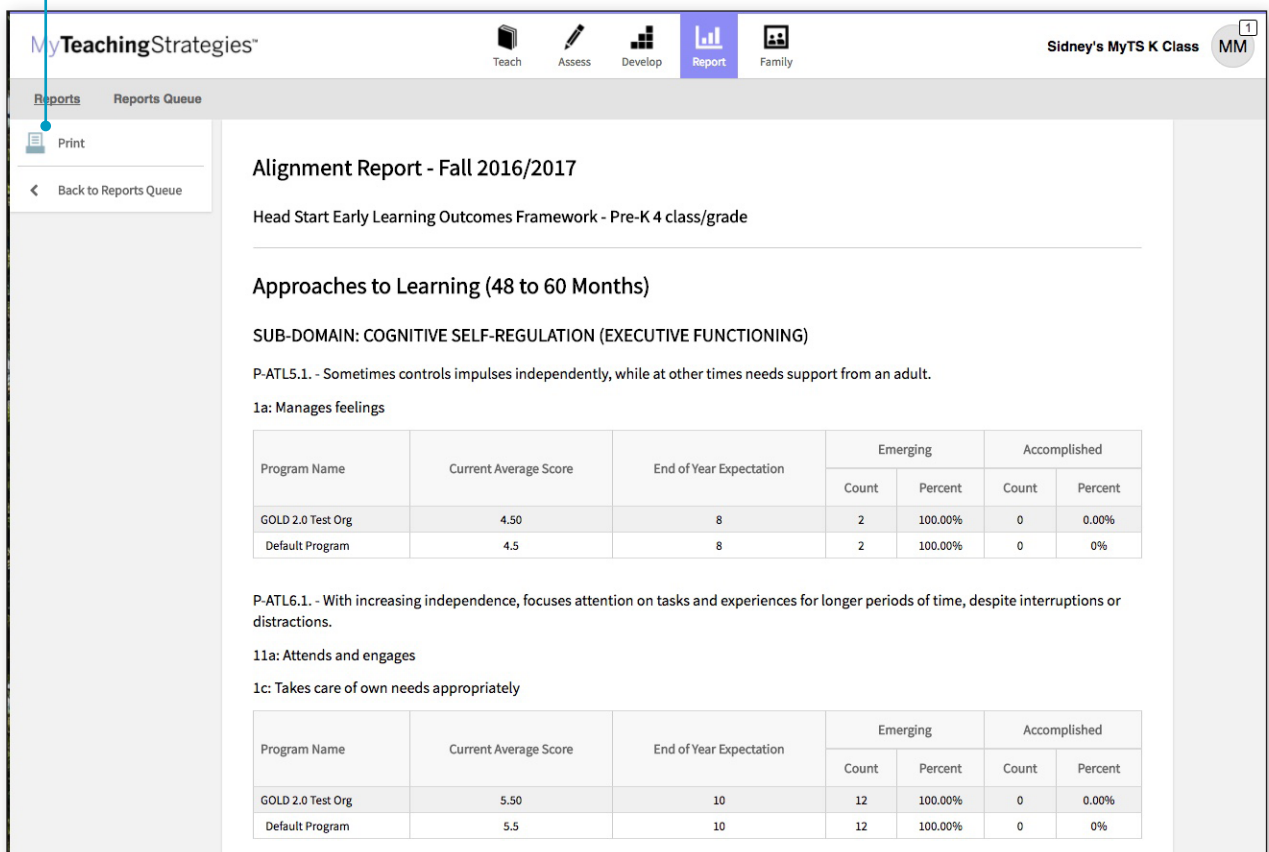 MyTeachingStrategies™
Teach
Assess
Develop
Report
Family
Sidney's MyTS K Class
MM
1
Reports
Reports Queue
Print
Back to Reports Queue
Alignment Report - Fall 2016/2017
Head Start Early Learning Outcomes Framework - Pre-K 4 class/grade
Approaches to Learning (48 to 60 Months)
SUB-DOMAIN: COGNITIVE SELF-REGULATION (EXECUTIVE FUNCTIONING)
P-ATL5.1. - Sometimes controls impulses independently, while at other times needs support from an adult.
1a: Manages feelings
Program Name Current Average Score End of Year Expectation Emerging Accomplished
Count Percent Count Percent
GOLD 2.0 Test Org 4.50 8 2 100.00% 0 0.00%
Default Program 4.5 8 2 100.00% 0 0%
P-ATL6.1. - With increasing independence, focuses attention on tasks and experiences for longer periods of time, despite interruptions or
distractions.
11a: Attends and engages
1c: Takes care of own needs appropriately
Program Name Current Average Score End of Year Expectation Emerging Accomplished
Count Percent Count Percent
GOLD 2.0 Test Org 5.50 10 12 100.00% 0 0.00%
Default Program 5.5 10 12 100.00% 0 0%